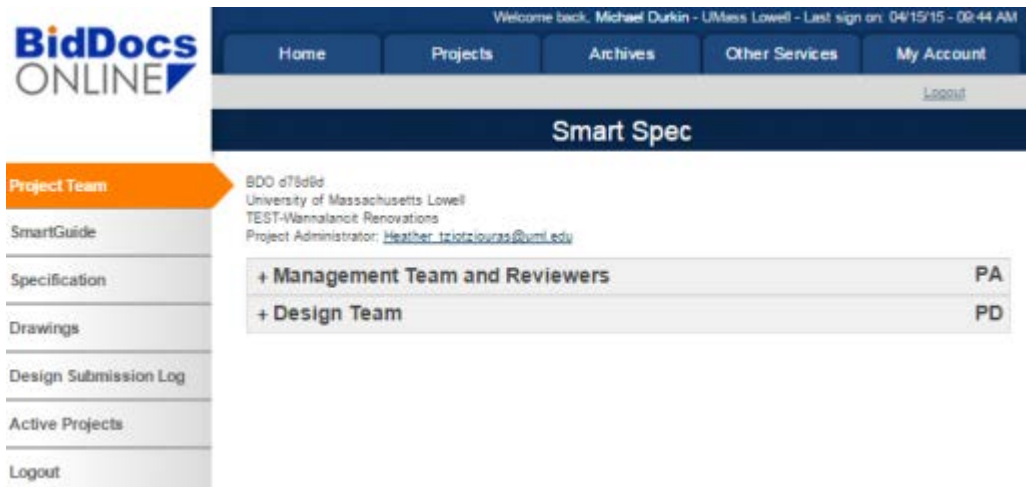 Welcome back, Michael Durkin - UMass Lowell - Last sign on: 04/15/15 - 09:44 AM
BidDocs
ONLINE
Home Projects Archives Other Services My Account
Logout
Smart Spec
Project Team
SmartGuide
Specification
Drawings
Design Submission Log
Active Projects
Logout
BDO d78d9d
University of Massachusetts Lowell
TEST-Wannalancit Renovations
Project Administrator: Heather_tziotziouras@uml.edu
+ Management Team and Reviewers PA
+ Design Team PD